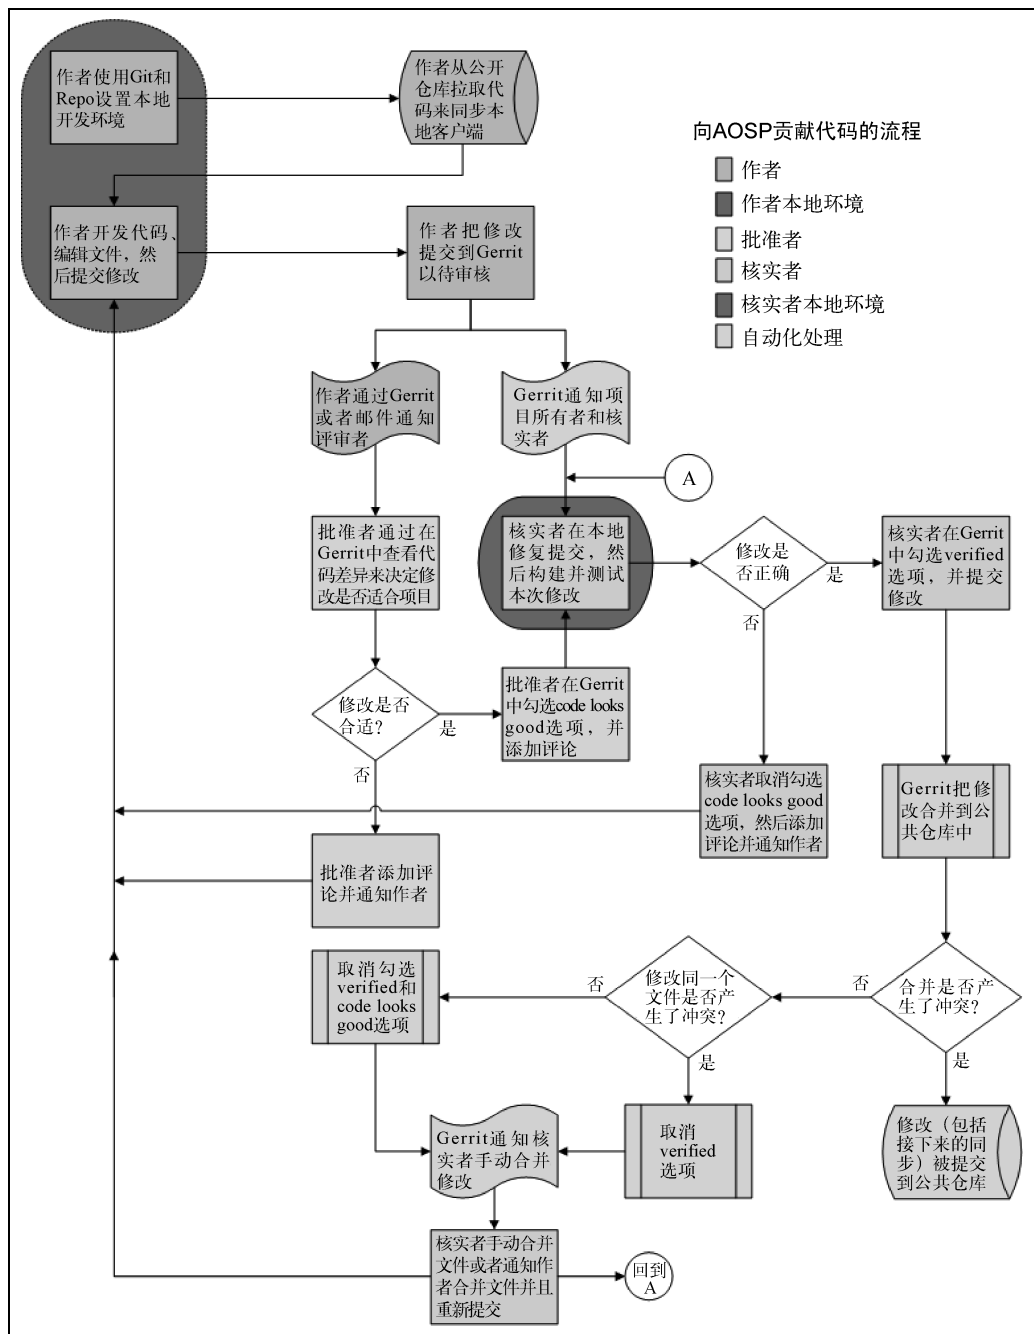 作者使用Git和
Repo设置本地
开发环境
作者从公开
仓库拉取代
码来同步本
地客户端
向AOSP贡献代码的流程
作者
作者本地环境
批准者
核实者
核实者本地环境
自动化处理
作者开发代码、
编辑文件，然
后提交修改
作者把修改
提交到Gerrit
以待审核
作者通过Gerrit
或者邮件通知
评审者
Gerrit通知项
目所有者和核
实者
A
批准者通过在
Gerrit中查看代
码差异来决定修
改是否适合项目
核实者在本地
修复提交，然
后构建并测试
本次修改
修改是
否正确
是
否
核实者在Gerrit
中勾选verified
选项，并提交
修改
修改是否
合适？
是
否
批准者在Gerrit
中勾选code looks
good选项，并
添加评论
核实者取消勾选
code looks good
选项，然后添加
评论并通知作者
Gerrit把修
改合并到公
共仓库中
批准者添加评
论并通知作者
取消勾选
verified和
code looks
good选项
否
修改同一个
文件是否产
生了冲突？
是
否
合并是否产
生了冲突？
是
Gerrit通知核
实者手动合并
修改
取消
verified
选项
修改（包括
接下来的同
步）被提交
到公共仓库
核实者手动合并
文件或者通知作
者合并文件并且
重新提交
回到
A